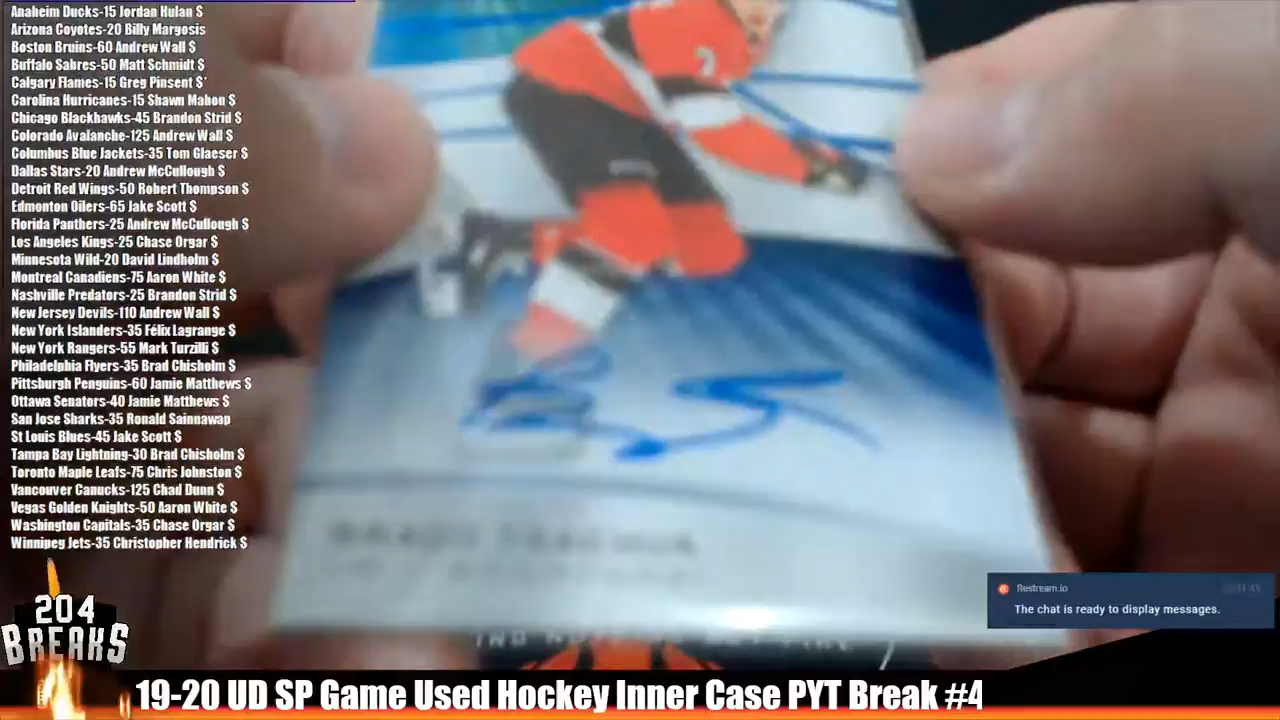 Anaheim Ducks-15 Jordan Hulan $
Arizona Coyotes-20 Billy Margosis
Boston Bruins-60 Andrew Wall $
Buffalo Sabres-50 Matt Schmidt $
Calgary Flames-15 Greg Pinsent $'
Carolina Hurricanes-15 Shawn Mahon $
Chicago Blackhawks-45 Brandon Strid $
Colorado Avalanche-125 Andrew Wall $
Columbus Blue Jackets-35 Tom Glaeser $
Dallas Stars-20 Andrew McCullough $
Detroit Red Wings-50 Robert Thompson $
Edmonton Oilers-65 Jake Scott $
Florida Panthers-25 Andrew McCullough $
Los Angeles Kings-25 Chase Orgar $
Minnesota Wild-20 David Lindholm $
Montreal Canadiens-75 Aaron White $
Nashville Predators-25 Brandon Strid $
New Jersey Devils-110 Andrew Wall $
New York Islanders-35 Félix Lagrange $
New York Rangers-55 Mark Turzilli $
Philadelphia Flyers-35 Brad Chisholm $
Pittsburgh Penguins-60 Jamie Matthews $
Ottawa Senators-40 Jamie Matthews $
San Jose Sharks-35 Ronald Sainnawap
St Louis Blues-45 Jake Scott $
Tampa Bay Lightning-30 Brad Chisholm $
Toronto Maple Leafs-75 Chris Johnston $
Vancouver Canucks-125 Chad Dunn $
Vegas Golden Knights-50 Aaron White $
Washington Capitals-35 Chase Orgar $
Winnipeg Jets-35 Christopher Hendrick $
7
BRADY TKACHUK
Restream.io
The chat is ready to display messages.
204
BREAKS
19-20 UD SP Game Used Hockey Inner Case PYT Break #4